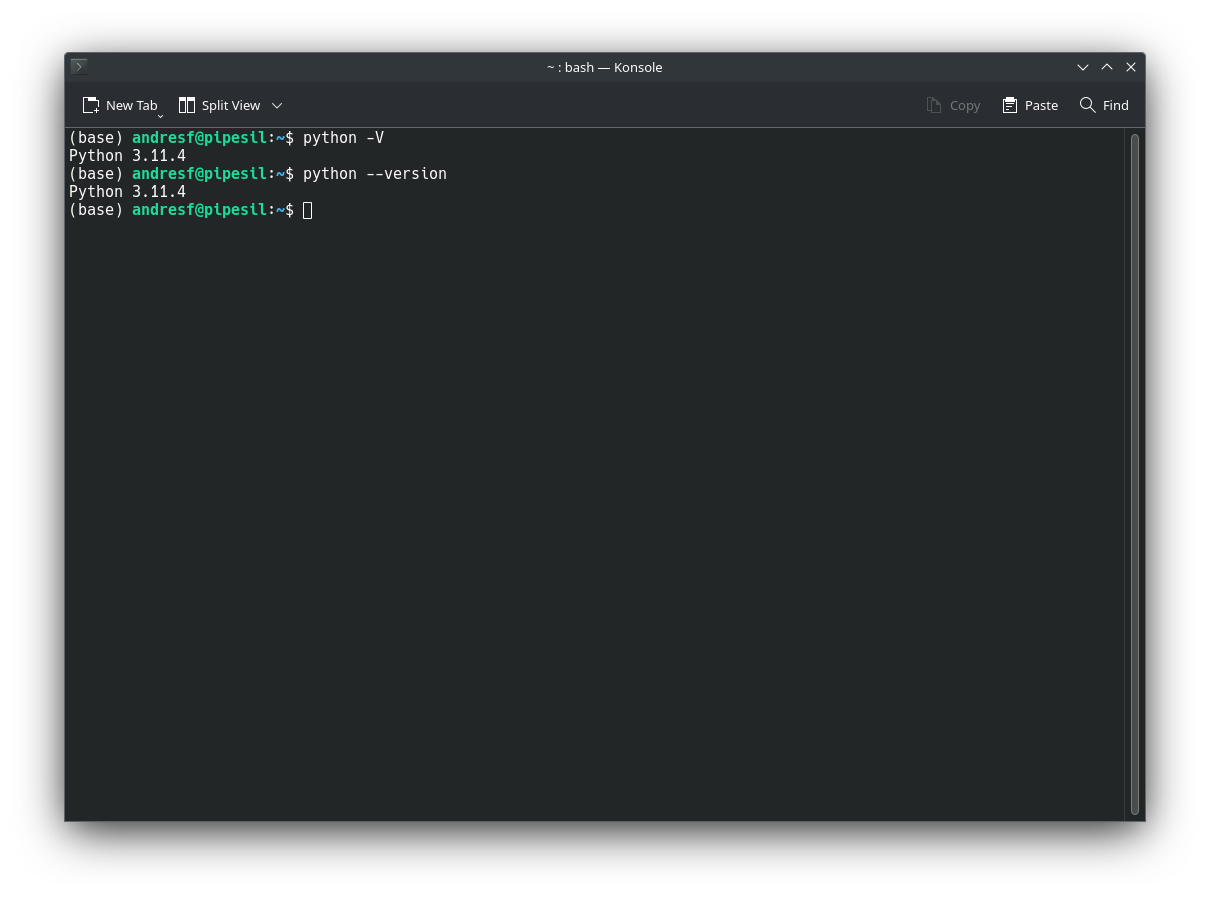 ~ : bash — Konsole
New Tab Split View Copy Paste Find
(base) andresf@pipesil:~$ python -V
Python 3.11.4
(base) andresf@pipesil:~$ python --version
Python 3.11.4
(base) andresf@pipesil:~$